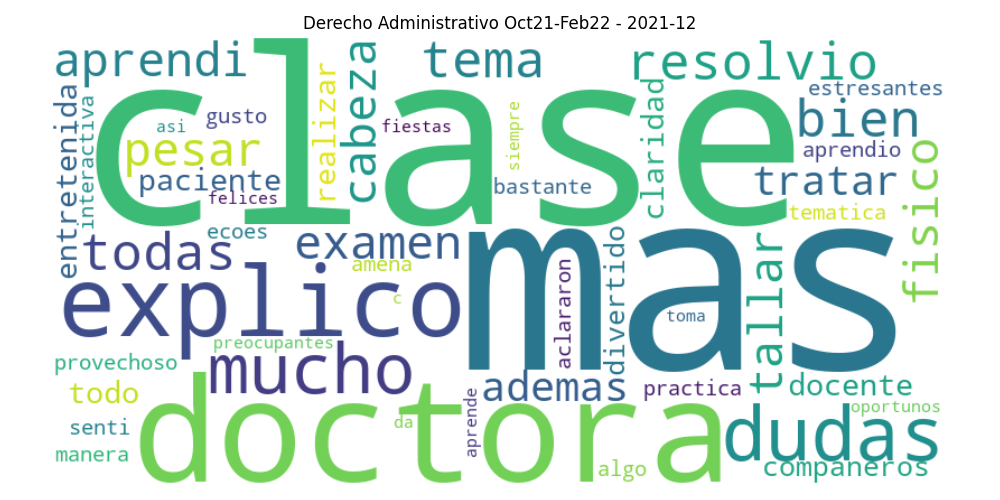 Derecho Administrativo Oct21-Feb22 - 2021-12
clase
mas
doctora
explico
mucho
dudas
aprendi
tema
resolvio
estresantes
bien
aprendio
tratar
tematica
fisico
claridad
siempre
bastante
fiestas
cabeza
realizar
gusto
asi
pesar
paciente
felices
interactiva
entretenida
todas
ecoes
examen
amena
c
preocupantes
provechoso
todo
senti
manera
da
aprende
ademas
algo
aclararon
divertido
toma
tallar
practica
docente
oportunos
compañeros